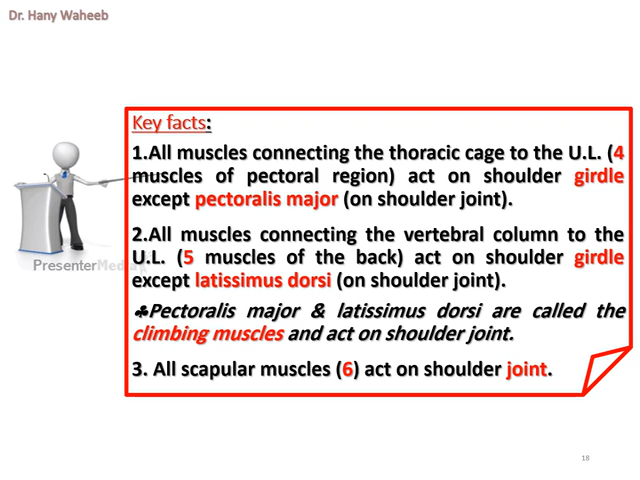 Dr. Hany Waheeb
Key facts:
1.All muscles connecting the thoracic cage to the U.L. (4
muscles of pectoral region) act on shoulder girdle
except pectoralis major (on shoulder joint).
2.All muscles connecting the vertebral column to the
U.L. (5 muscles of the back) act on shoulder girdle
except latissimus dorsi (on shoulder joint).
♣Pectoralis major & latissimus dorsi are called the
climbing muscles and act on shoulder joint.
3. All scapular muscles (6) act on shoulder joint.
PresenterMedia
18